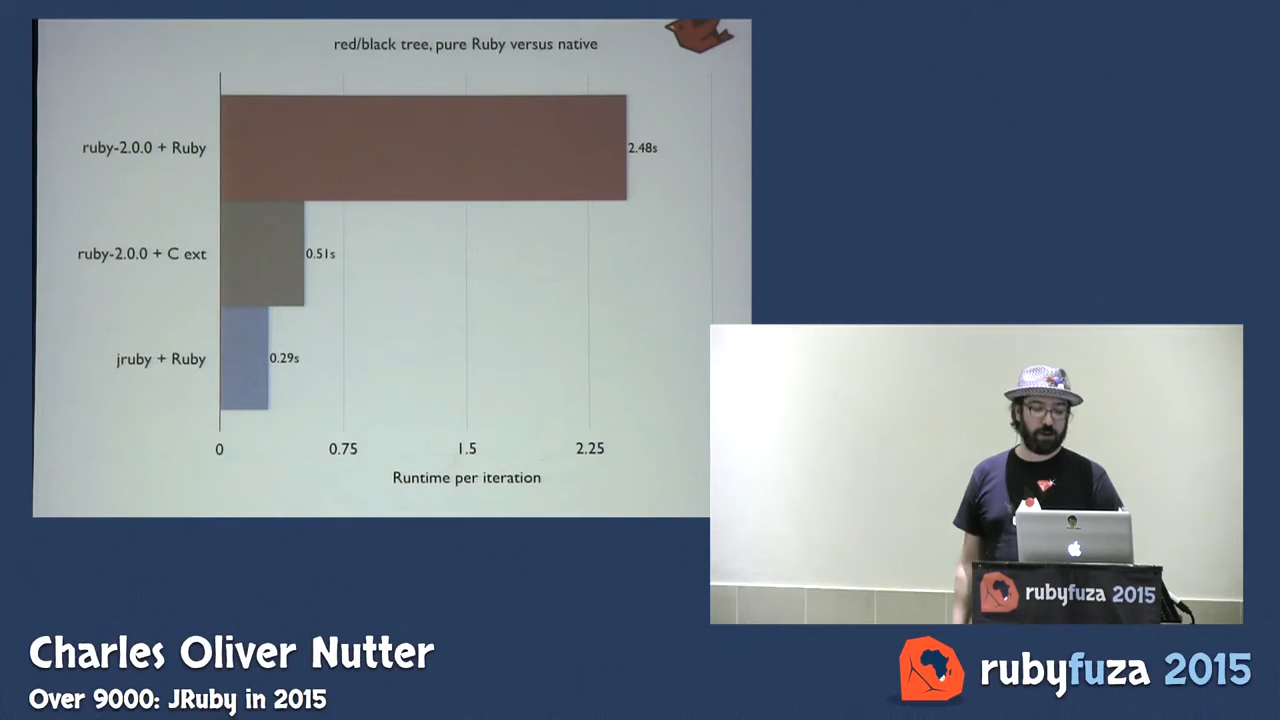 red/black tree, pure Ruby versus native
ruby-2.0.0 + Ruby
2.48s
ruby-2.0.0 + C ext
0.51s
jruby + Ruby
0.29s
0 0.75 1.5 2.25
Runtime per iteration
rubyfuza 2015
Charles Oliver Nutter
Over 9000: JRuby in 2015
rubyfuza 2015